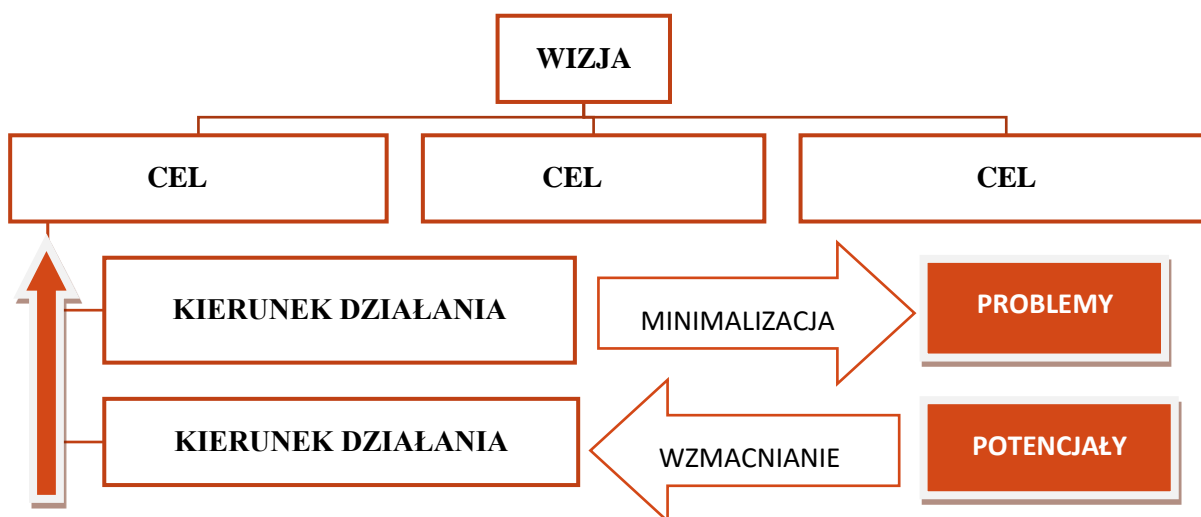 WIZJA
CEL
CEL
CEL
KIERUNEK DZIAŁANIA
MINIMALIZACJA
PROBLEMY
KIERUNEK DZIAŁANIA
WZMACNIANIE
POTENCJAŁY